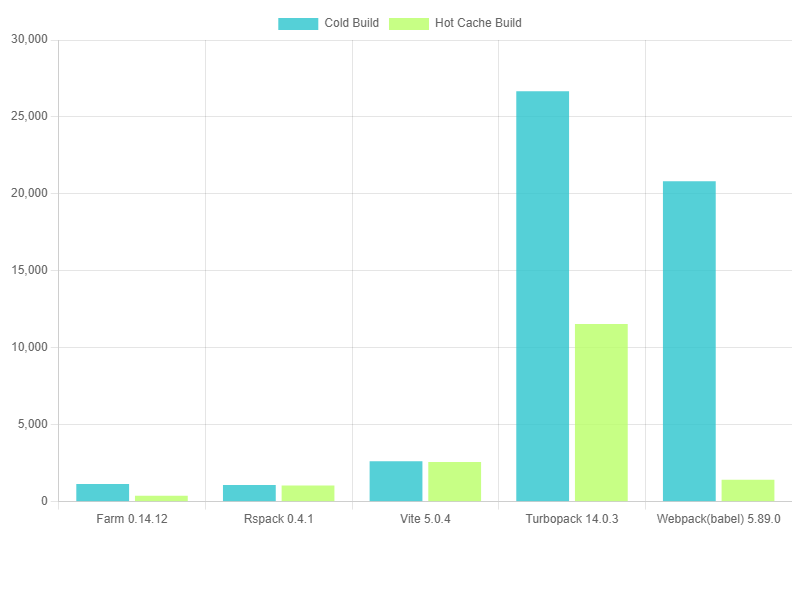 Cold Build
Hot Cache Build
30,000
25,000
20,000
15,000
10,000
5,000
0
Farm 0.14.12
Rspack 0.4.1
Vite 5.0.4
Turbopack 14.0.3
Webpack(babel) 5.89.0